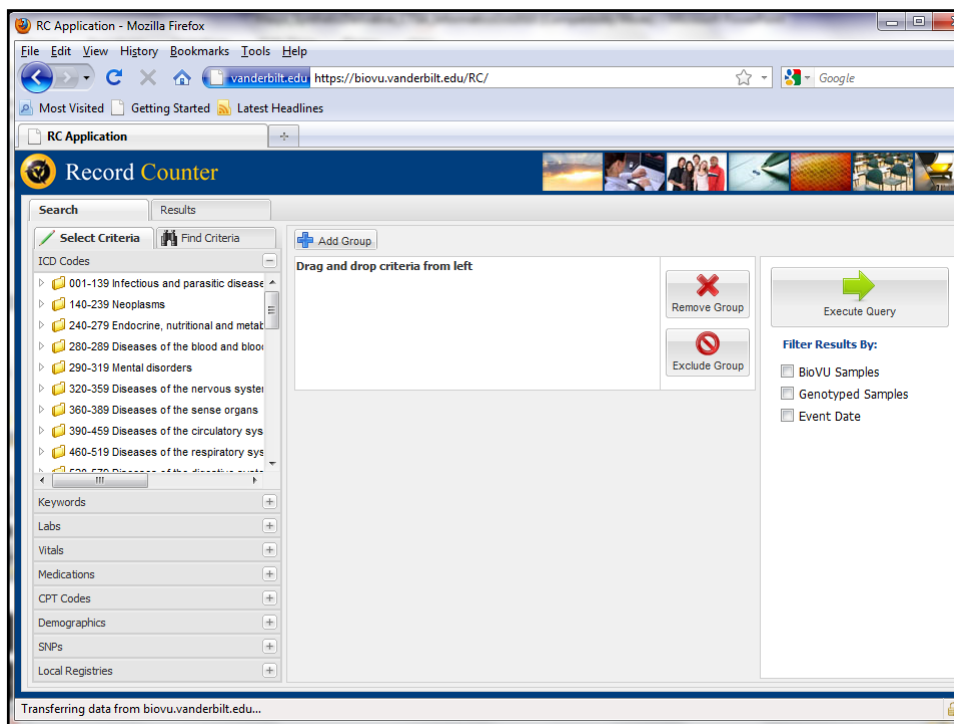 RC Application - Mozilla Firefox
File Edit View History Bookmarks Tools Help
vanderbilt.edu https://biovu.vanderbilt.edu/RC/
Google
Most Visited Getting Started Latest Headlines
RC Application
Record Counter
Search Results
Select Criteria Find Criteria
Add Group
ICD Codes
Drag and drop criteria from left
001-139 Infectious and parasitic disease
140-239 Neoplasms
240-279 Endocrine, nutritional and metab
280-289 Diseases of the blood and bloo
290-319 Mental disorders
320-359 Diseases of the nervous syster
360-389 Diseases of the sense organs
390-459 Diseases of the circulatory sys
460-519 Diseases of the respiratory sys
Remove Group
Exclude Group
Execute Query
Filter Results By:
BioVU Samples
Genotyped Samples
Event Date
Keywords
Labs
Vitals
Medications
CPT Codes
Demographics
SNPs
Local Registries
Transferring data from biovu.vanderbilt.edu...